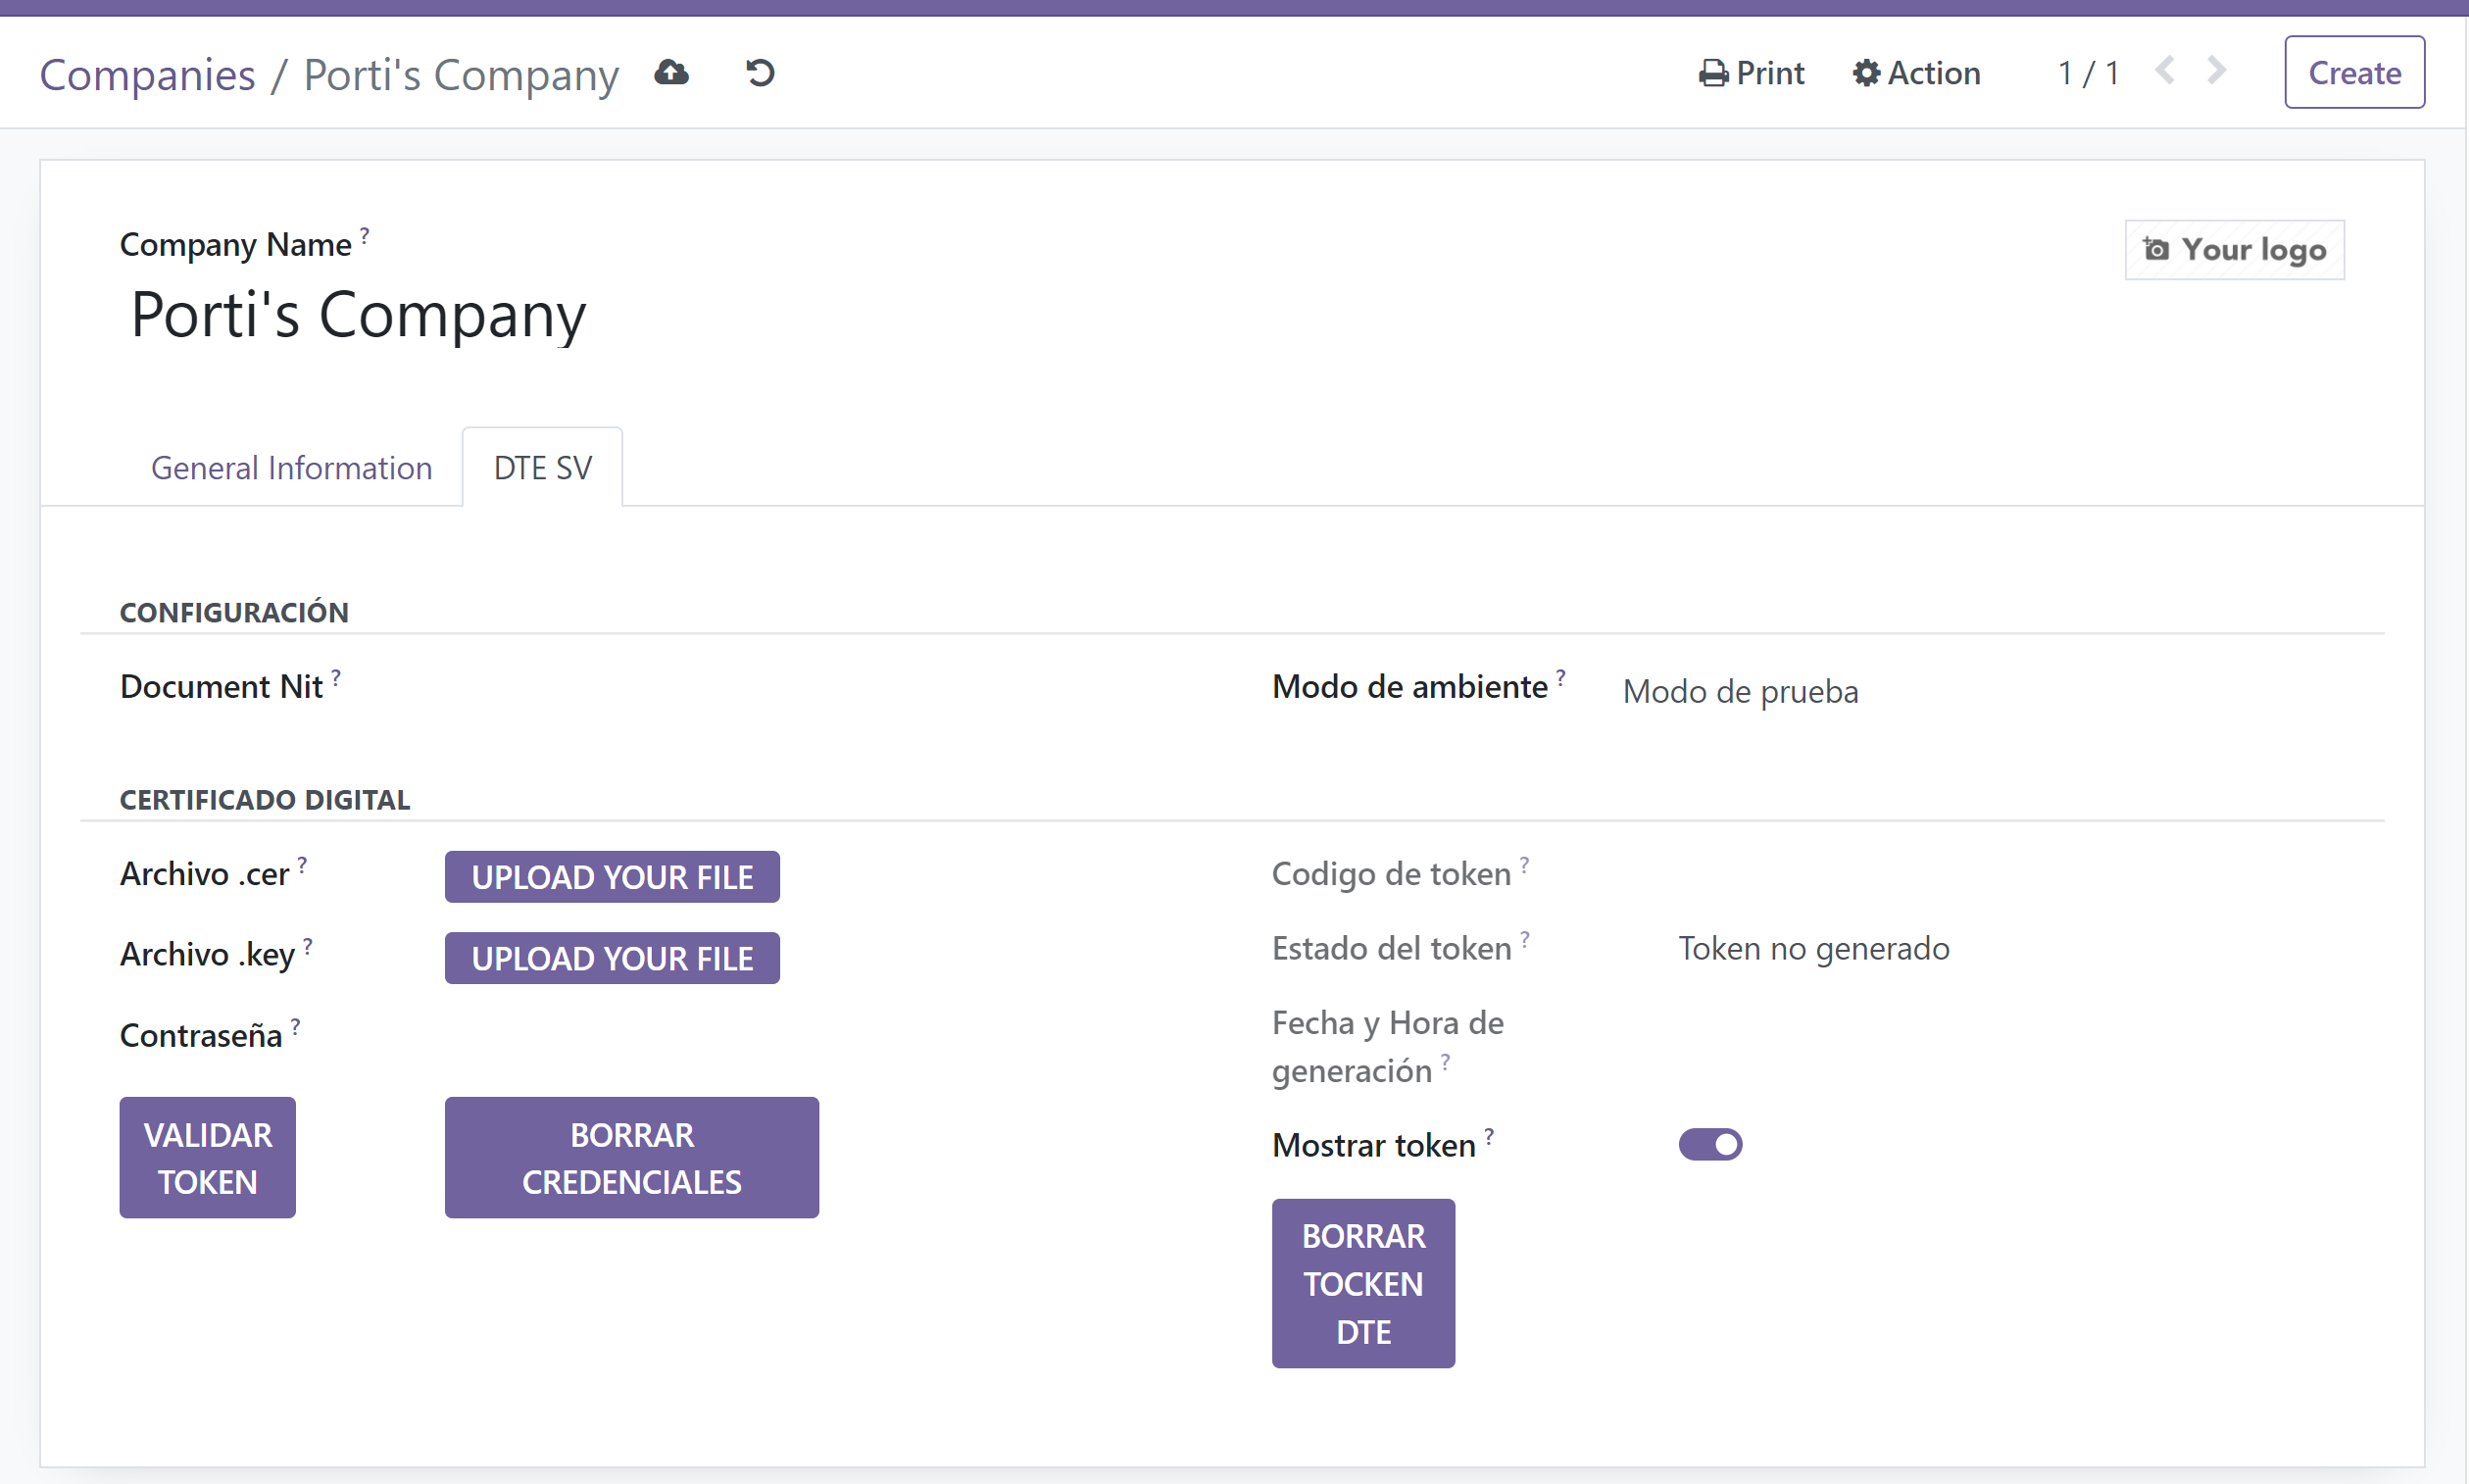 Companies / Porti's Company
Print
Action
1 / 1
Create
Company Name ?
Your logo
Porti's Company
General Information
DTE SV
CONFIGURACIÓN
Document Nit ?
Modo de ambiente ?
Modo de prueba
CERTIFICADO DIGITAL
Archivo .cer ?
UPLOAD YOUR FILE
Archivo .key ?
UPLOAD YOUR FILE
Contraseña ?
VALIDAR
TOKEN
BORRAR
CREDENCIALES
Codigo de token ?
Estado del token ?
Token no generado
Fecha y Hora de
generación ?
Mostrar token ?
BORRAR
TOCKEN
DTE